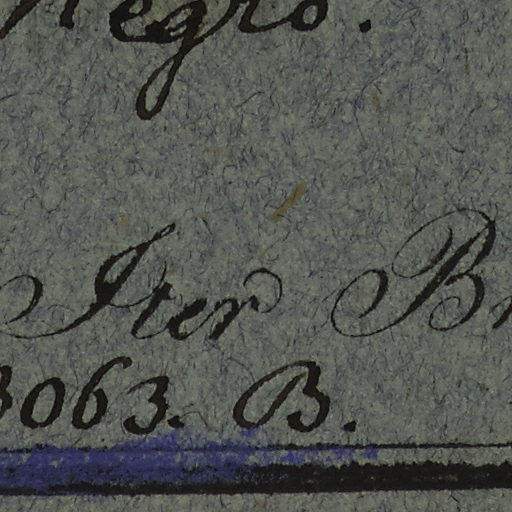 Negro.
Iter B
3063. B.